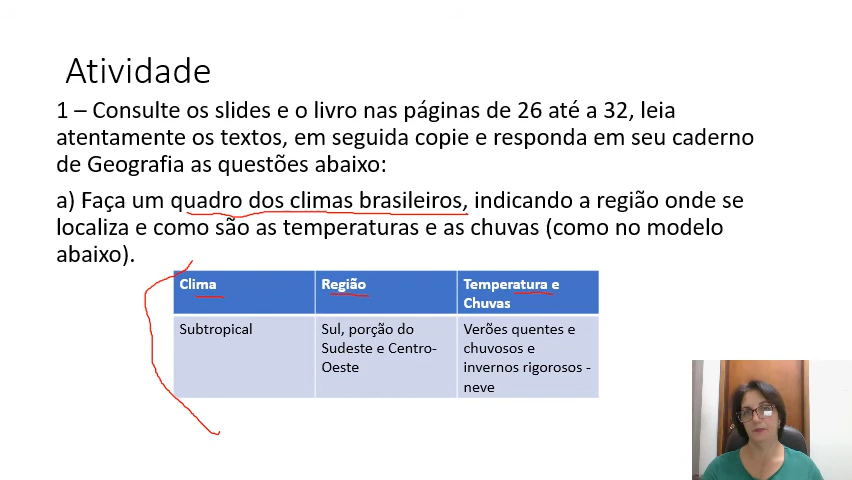 Atividade
1 – Consulte os slides e o livro nas páginas de 26 até a 32, leia
atentamente os textos, em seguida copie e responda em seu caderno
de Geografia as questões abaixo:
a) Faça um quadro dos climas brasileiros, indicando a região onde se
localiza e como são as temperaturas e as chuvas (como no modelo
abaixo).
Clima
Região
Temperatura e
Chuvas
Subtropical
Sul, porção do
Sudeste e Centro-
Oeste
Verões quentes e
chuvosos e
invernos rigorosos -
neve